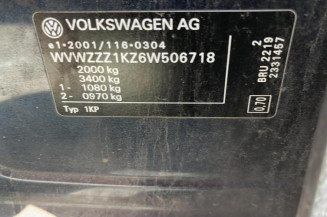 VOLKSWAGEN AG
e1*2001/116*0304
WVWZZZ1KZ6W506718
2000 kg
3400 kg
1- 1080 kg
2- 0970 kg
Typ 1KP
2
BRU 2219
2331457
0,70